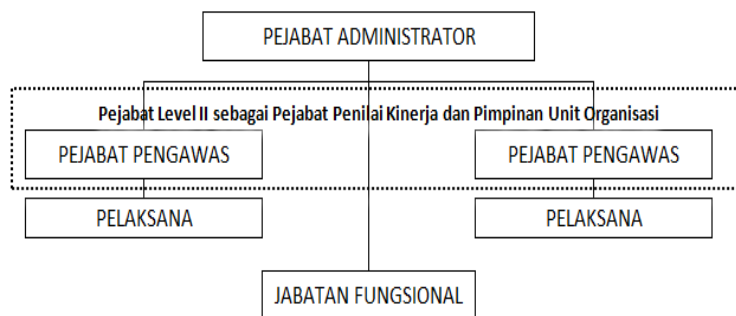 PEJABAT ADMINISTRATOR
Pejabat Level II sebagai Pejabat Penilai Kinerja dan Pimpinan Unit Organisasi
PEJABAT PENGAWAS
PEJABAT PENGAWAS
PELAKSANA
PELAKSANA
JABATAN FUNGSIONAL